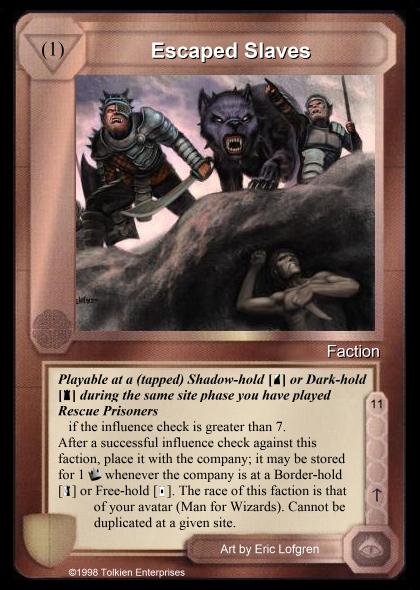 (1)
Escaped Slaves
Faction
Playable at a (tapped) Shadow-hold [] or Dark-hold
[] during the same site phase you have played
Rescue Prisoners
if the influence check is greater than 7.
After a successful influence check against this
faction, place it with the company; it may be stored
for 1 whenever the company is at a Border-hold
[] or Free-hold []. The race of this faction is that
of your avatar (Man for Wizards). Cannot be
duplicated at a given site.
11
Art by Eric Lofgren
©1998 Tolkien Enterprises